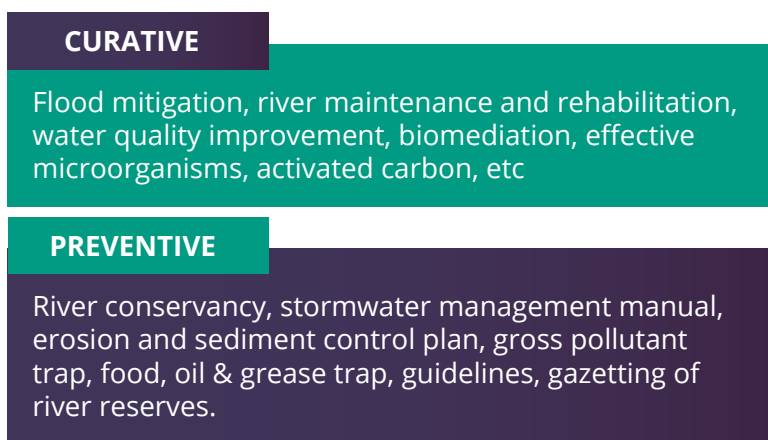 CURATIVE
Flood mitigation, river maintenance and rehabilitation,
water quality improvement, biomediation, effective
microorganisms, activated carbon, etc
PREVENTIVE
River conservancy, stormwater management manual,
erosion and sediment control plan, gross pollutant
trap, food, oil & grease trap, guidelines, gazetting of
river reserves.